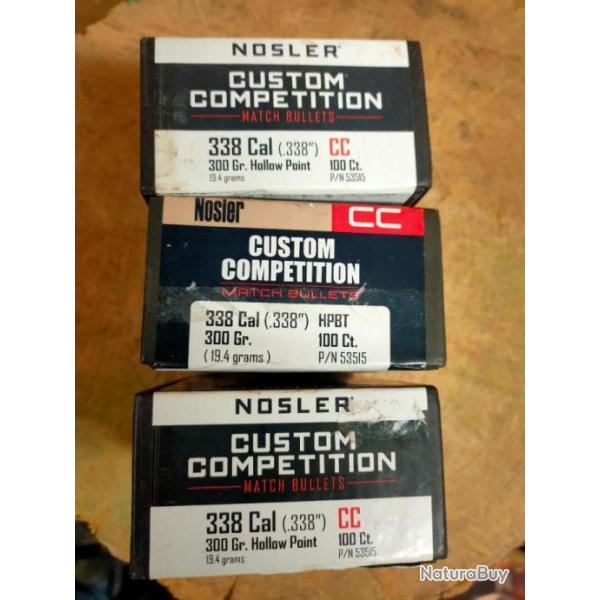 NOSLER
CUSTOM
COMPETITION
MATCH BULLETS
338 Cal (.338") CC
300 Gr. Hollow Point 100 Ct.
19.4 grams P/N 53515
Nosler CC
CUSTOM
COMPETITION
MATCH BULLETS
338 Cal (.338") HPBT
300 Gr. 100 Ct.
(19.4 grams) P/N 53515
NOSLER
CUSTOM
COMPETITION
MATCH BULLETS
338 Cal (.338") CC
300 Gr. Hollow Point 100 Ct.
19.4 grams P/N 53515
NaturaBuy